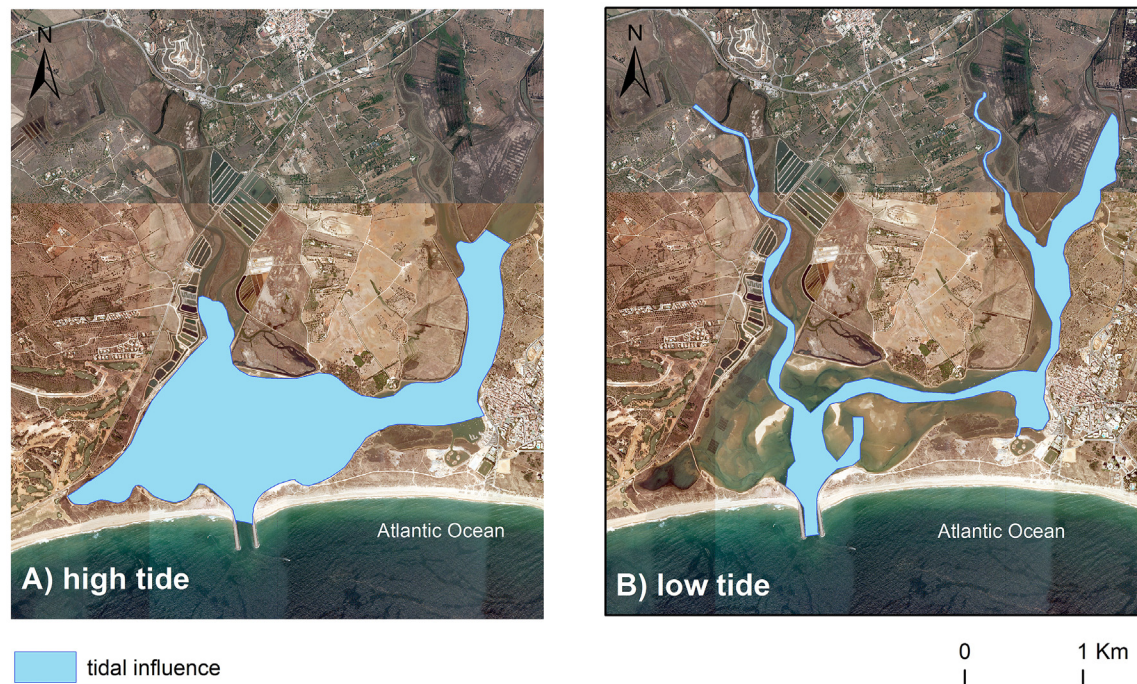 N
Atlantic Ocean
A) high tide
N
Atlantic Ocean
B) low tide
tidal influence
0 1 Km